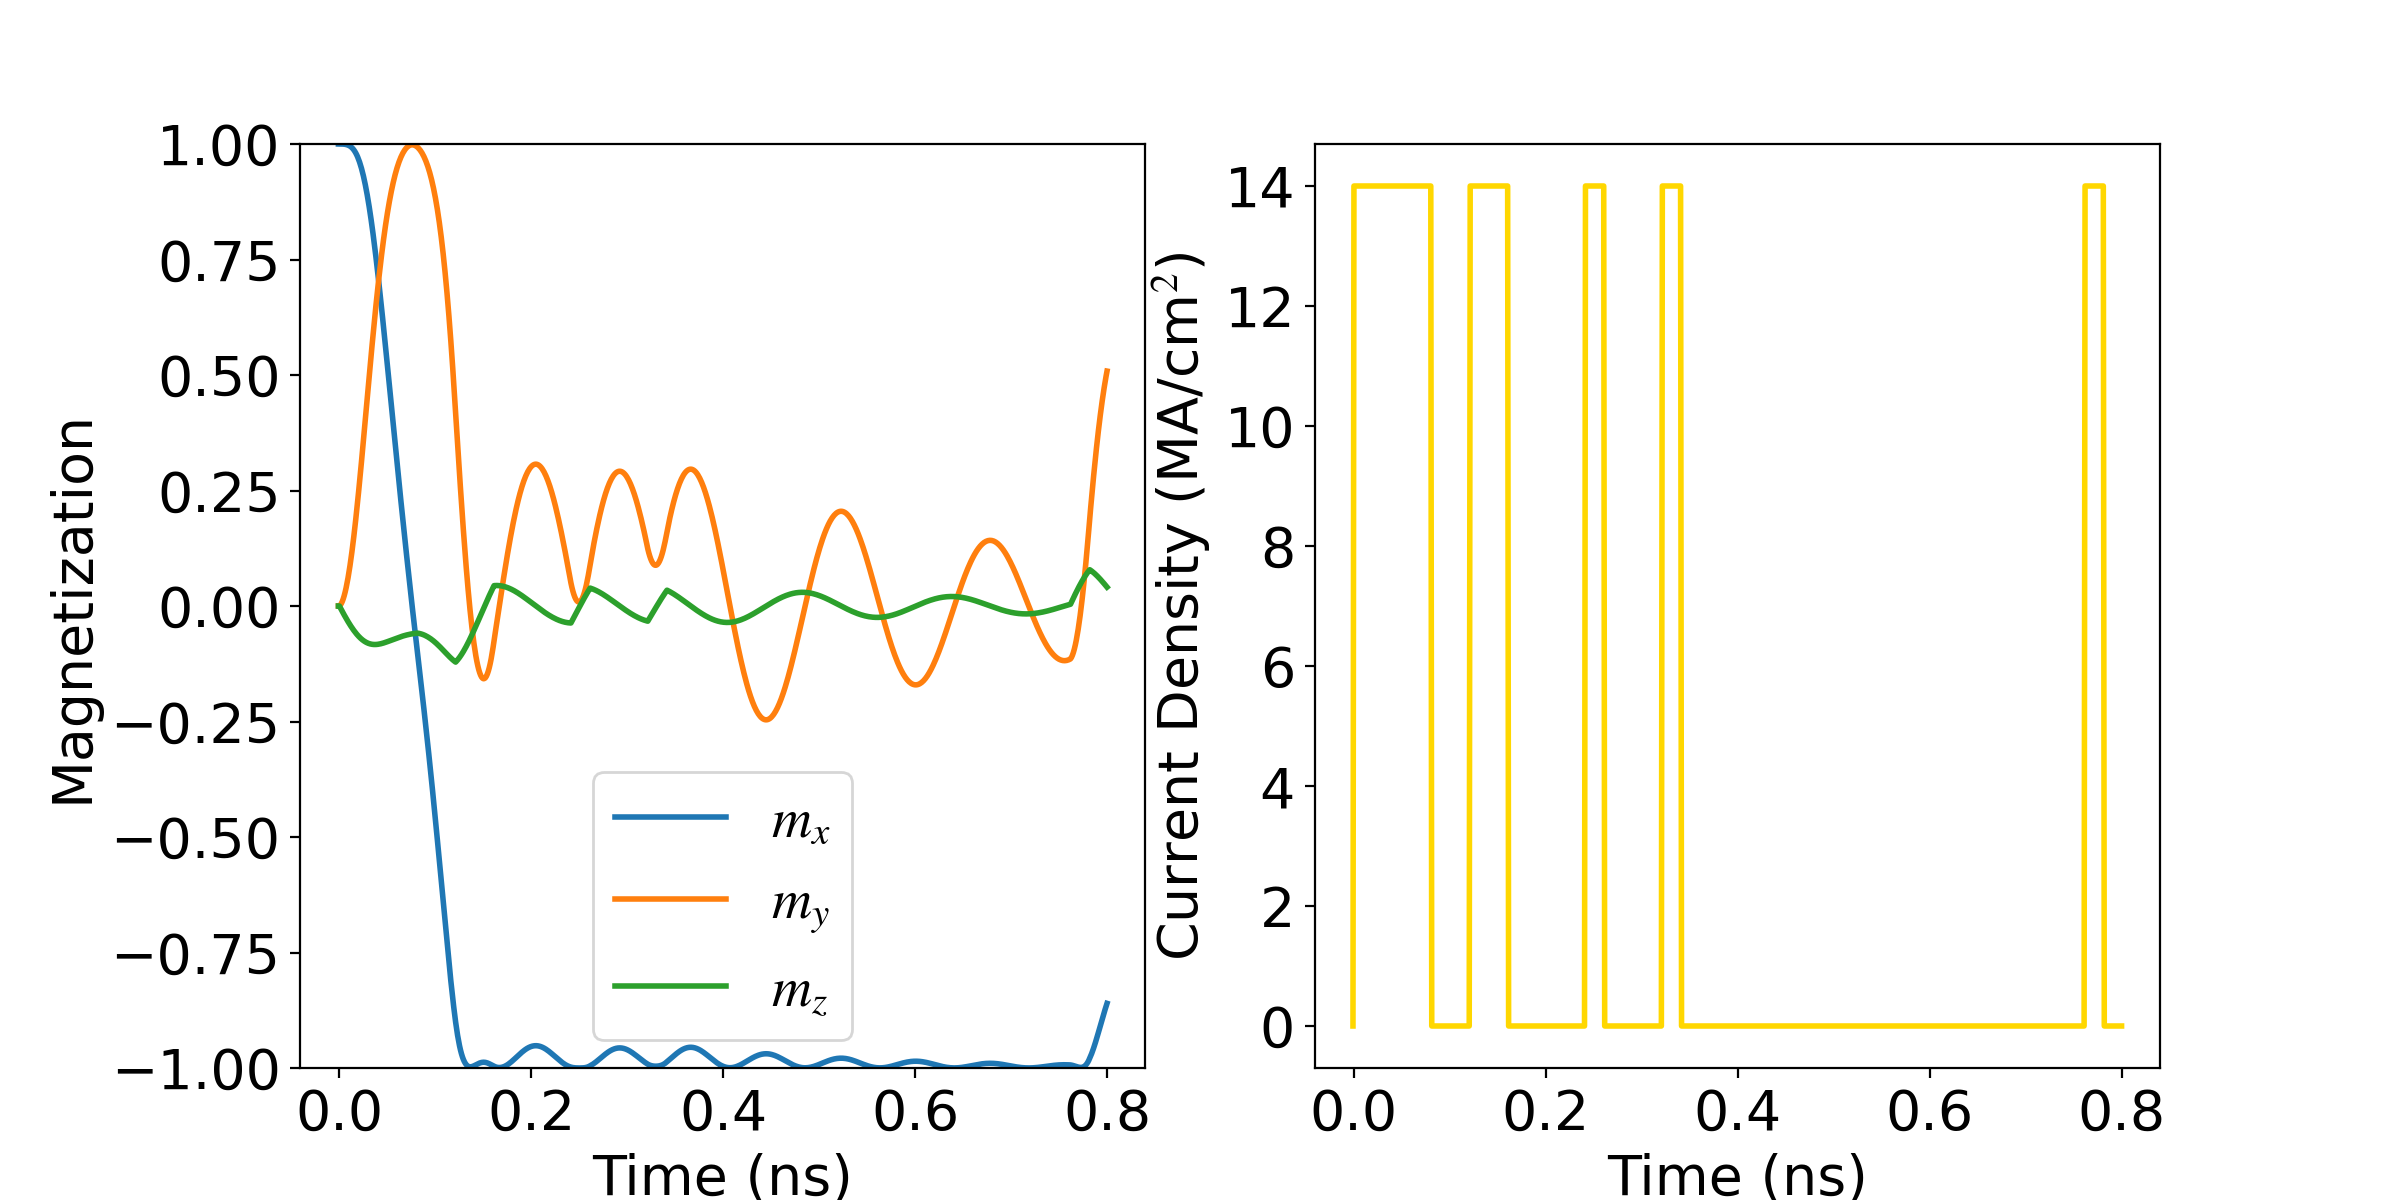 1.00
0.75
0.50
0.25
0.00
−0.25
−0.50
−0.75
−1.00
Magnetization
0.0 0.2 0.4 0.6 0.8
Time (ns)
m_x
m_y
m_z
14
12
10
8
6
4
2
0
Current Density (MA/cm²)
0.0 0.2 0.4 0.6 0.8
Time (ns)